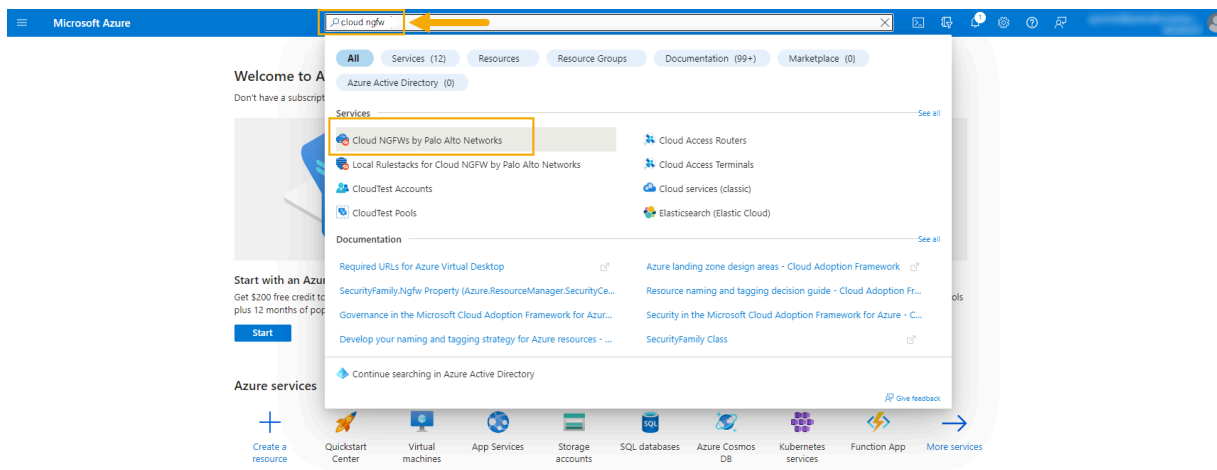 Microsoft Azure
cloud ngfw
1
All
Services (12)
Resources
Resource Groups
Documentation (99+)
Marketplace (0)
Azure Active Directory (0)
Welcome to A
Don't have a subscript
Services
See all
Cloud NGFWs by Palo Alto Networks
Cloud Access Routers
Local Rulestacks for Cloud NGFW by Palo Alto Networks
Cloud Access Terminals
CloudTest Accounts
Cloud services (classic)
CloudTest Pools
Elasticsearch (Elastic Cloud)
Documentation
See all
Required URLs for Azure Virtual Desktop
Azure landing zone design areas - Cloud Adoption Framework
SecurityFamily.Ngfw Property (Azure.ResourceManager.SecurityCe...
Resource naming and tagging decision guide - Cloud Adoption Fr...
Governance in the Microsoft Cloud Adoption Framework for Azur...
Security in the Microsoft Cloud Adoption Framework for Azure - C...
Develop your naming and tagging strategy for Azure resources - ...
SecurityFamily Class
Start with an Azu
Get $200 free credit to
plus 12 months of pop
ols
Start
Continue searching in Azure Active Directory
Give feedback
Azure services
Create a
resource
Quickstart
Center
Virtual
machines
App Services
Storage
accounts
SQL
SQL databases
Azure Cosmos
DB
Kubernetes
services
Function App
More services